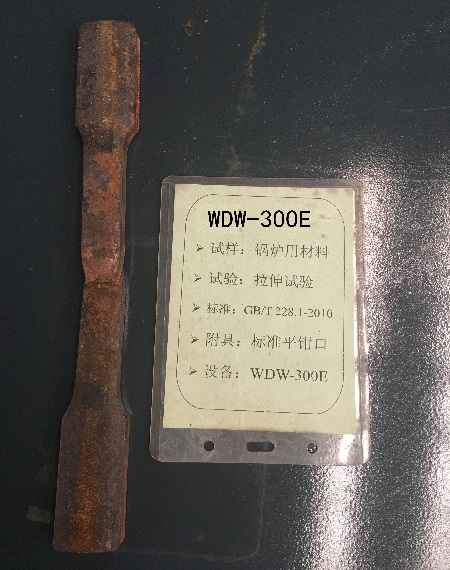 WDW-300E
➤ 试样：锅炉用材料
➤ 试验：拉伸试验
➤ 标准：GB/T 228.1-2010
➤ 附具：标准平钳口
➤ 设备：WDW-300E